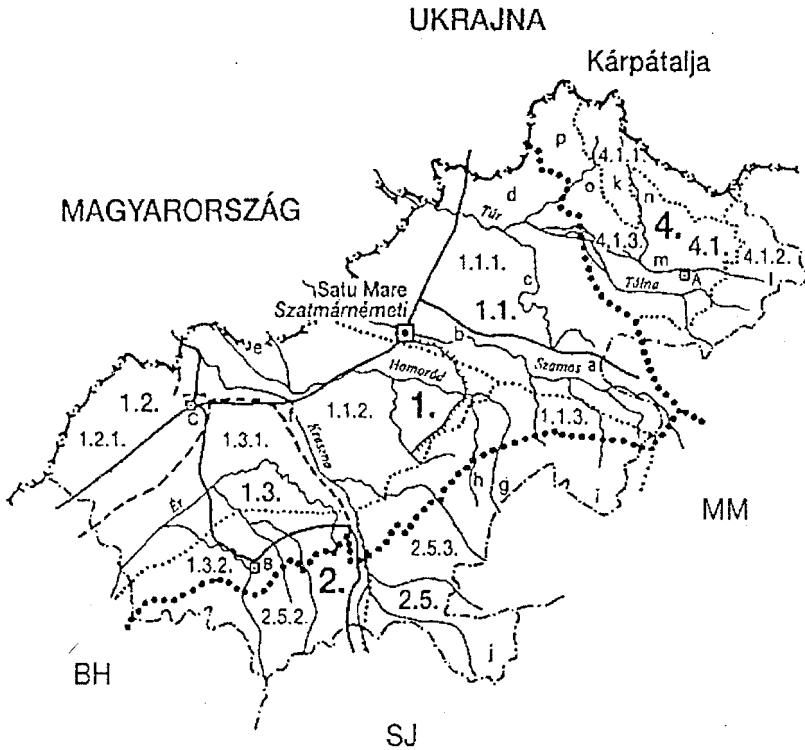 UKRAJNA
Kárpátalja
MAGYARORSZÁG
p
4.1.1.
d
o
k
n
Túr
4.
4.1.
4.1.2.
4.1.3.
m
A
l
Tálna
1.1.1.
c
1.1.
Satu Mare
Szatmárnémeti
b
e
Szamos
a
Homoród
1.2.
C
1.2.1.
1.1.2.
1.
1.1.3.
f
1.3.1.
Kraszna
h
g
i
MM
1.3.
Ér
2.5.3.
1.3.2.
B
2.
2.5.2.
2.5.
j
BH
SJ